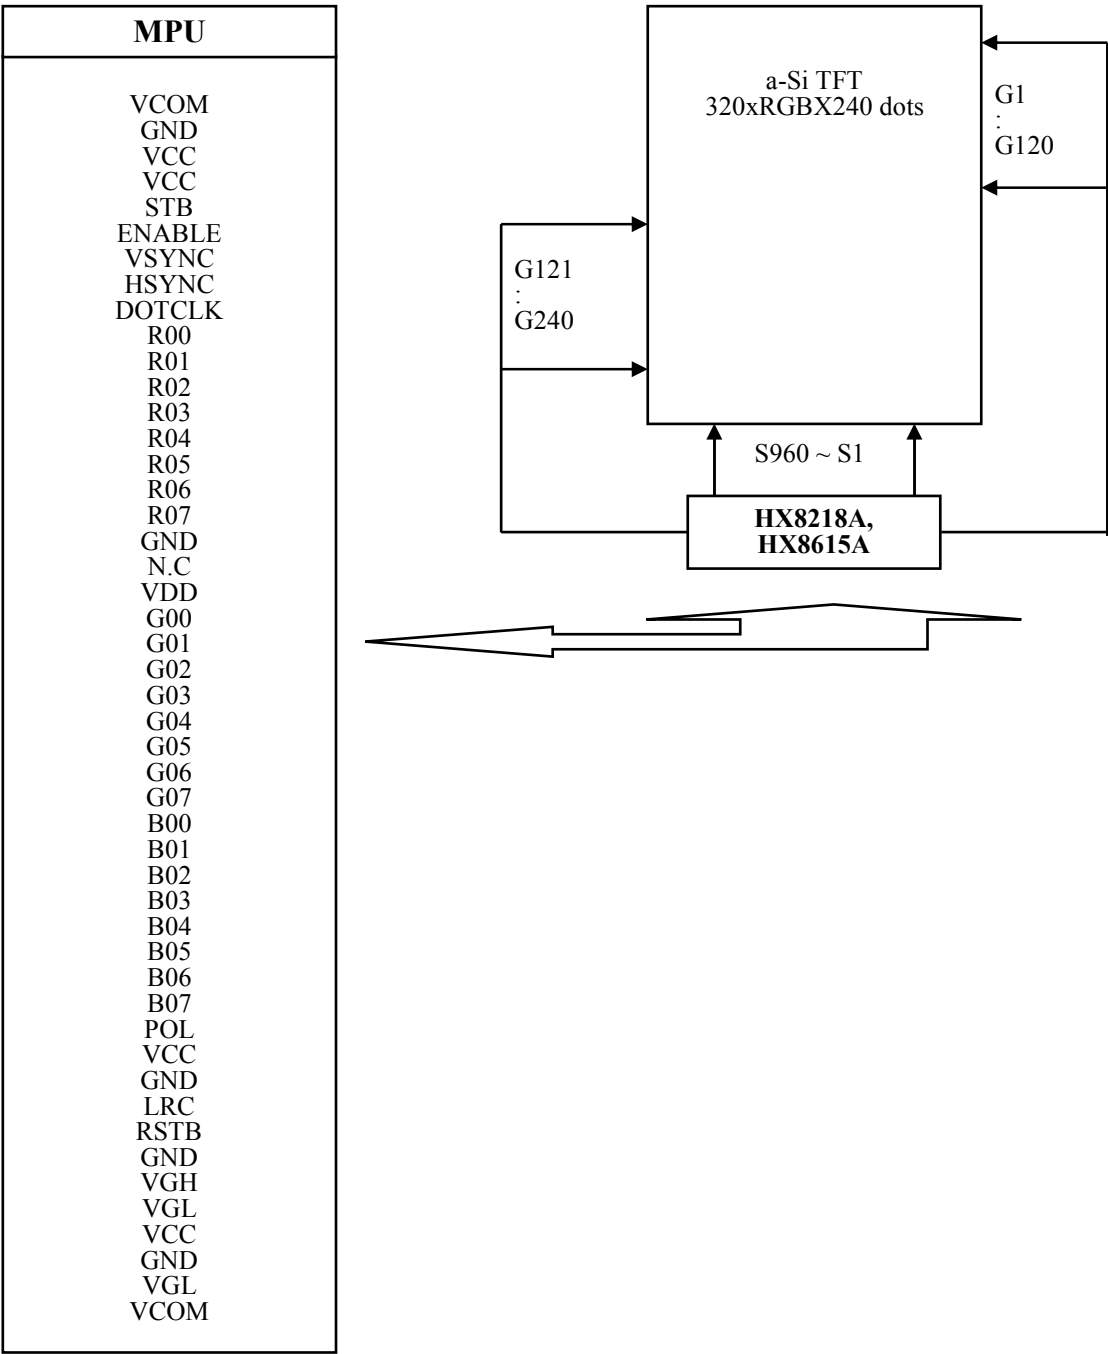 MPU
VCOM
GND
VCC
VCC
STB
ENABLE
VSYNC
HSYNC
DOTCLK
R00
R01
R02
R03
R04
R05
R06
R07
GND
N.C
VDD
G00
G01
G02
G03
G04
G05
G06
G07
B00
B01
B02
B03
B04
B05
B06
B07
POL
VCC
GND
LRC
RSTB
GND
VGH
VGL
VCC
GND
VGL
VCOM
a-Si TFT
320xRGBX240 dots
G1
:
G120
G121
:
G240
S960 ~ S1
HX8218A,
HX8615A